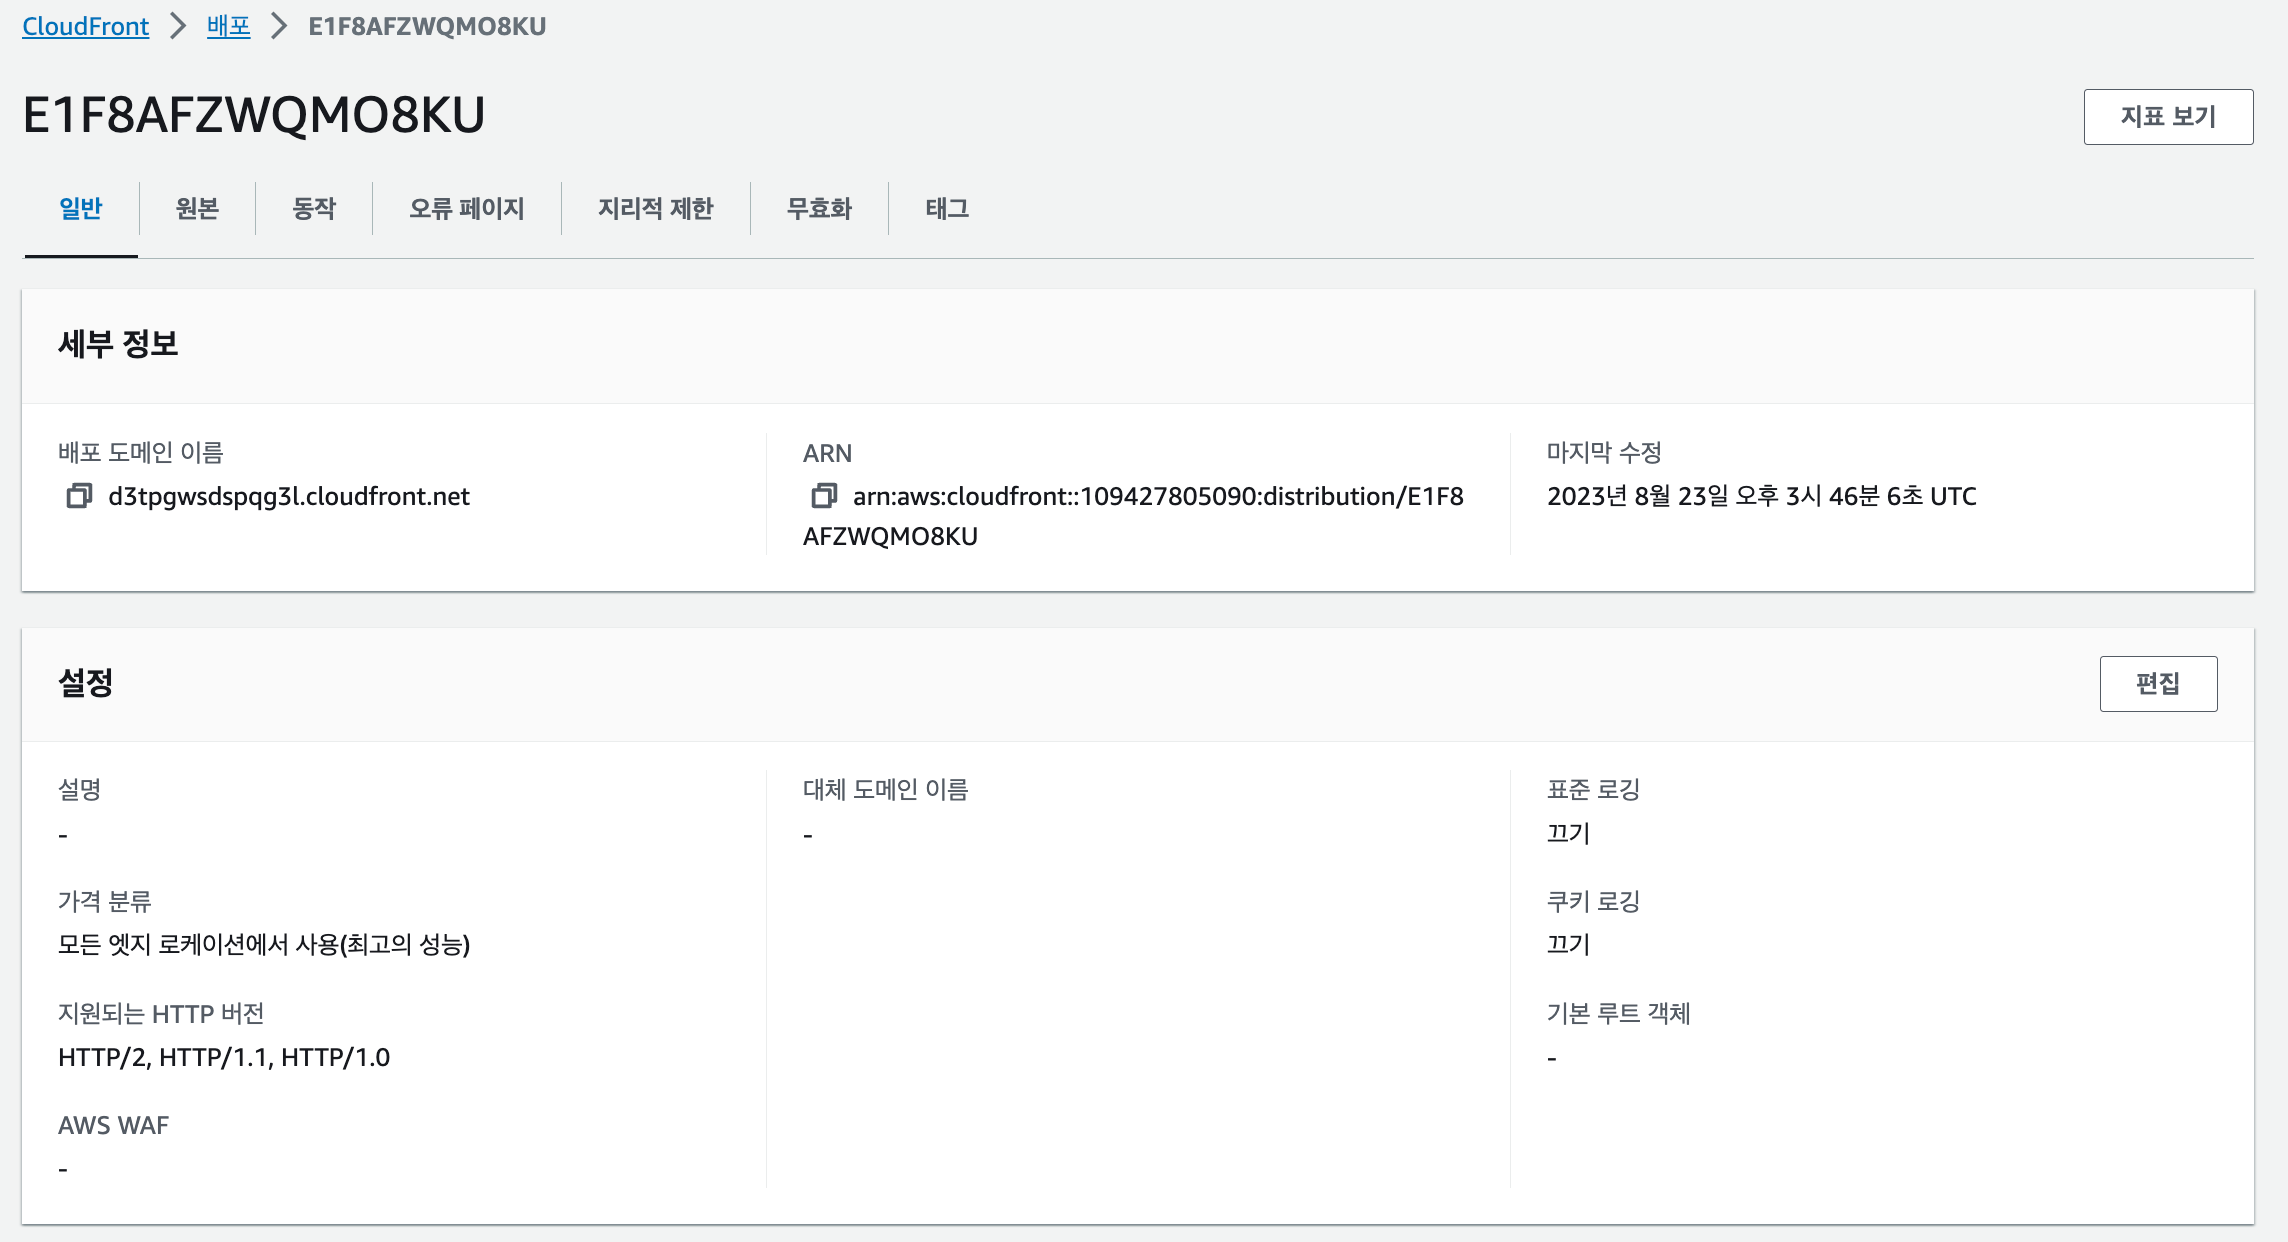 CloudFront > 배포 > E1F8AFZWQMO8KU
E1F8AFZWQMO8KU
지표 보기
일반 원본 동작 오류 페이지 지리적 제한 무효화 태그
세부 정보
배포 도메인 이름
d3tpgwsdspqg3l.cloudfront.net
ARN
arn:aws:cloudfront::109427805090:distribution/E1F8
AFZWQMO8KU
마지막 수정
2023년 8월 23일 오후 3시 46분 6초 UTC
설정
편집
설명
-
가격 분류
모든 엣지 로케이션에서 사용(최고의 성능)
지원되는 HTTP 버전
HTTP/2, HTTP/1.1, HTTP/1.0
AWS WAF
-
대체 도메인 이름
-
표준 로깅
끄기
쿠키 로깅
끄기
기본 루트 객체
-